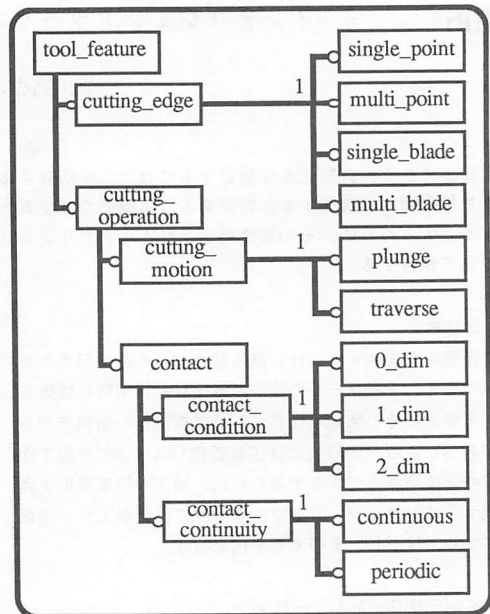 tool_feature
single_point
cutting_edge
1
multi_point
single_blade
cutting_
operation
multi_blade
cutting_
motion
1
plunge
traverse
contact
0_dim
contact_
condition
1
1_dim
2_dim
contact_
continuity
1
continuous
periodic